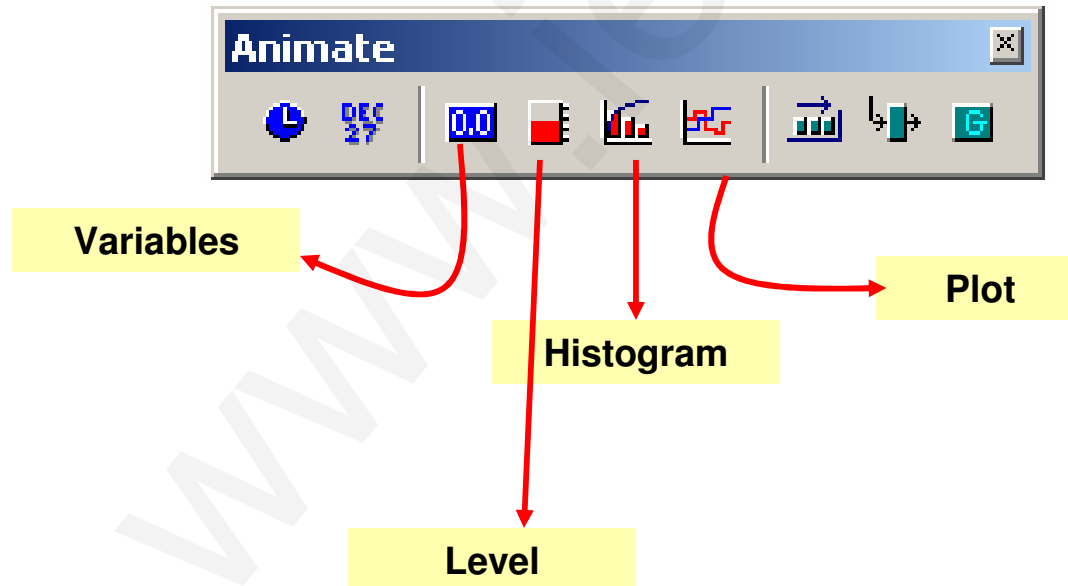 Animate
DEC
27
0.0
G
Variables
Plot
Histogram
Level